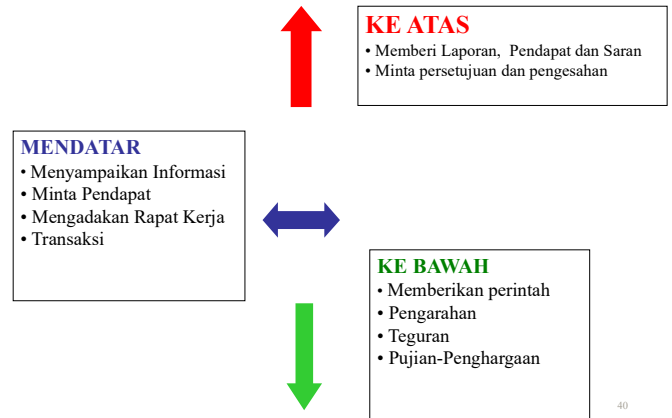 KE ATAS
• Memberi Laporan, Pendapat dan Saran
• Minta persetujuan dan pengesahan
MENDATAR
• Menyampaikan Informasi
• Minta Pendapat
• Mengadakan Rapat Kerja
• Transaksi
KE BAWAH
• Memberikan perintah
• Pengarahan
• Teguran
• Pujian-Penghargaan
40